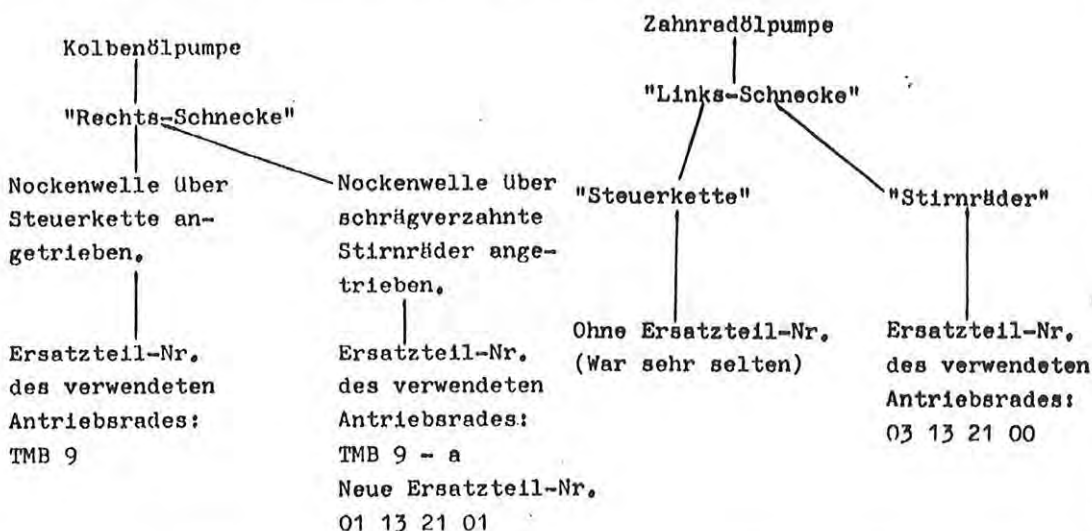 Kolbenölpumpe
"Rechts-Schnecke"
Nockenwelle über
Steuerkette an-
getrieben.
Ersatzteil-Nr.
des verwendeten
Antriebsrades:
TMB 9
Nockenwelle über
schrägverzahnte
Stirnräder ange-
trieben.
Ersatzteil-Nr.
des verwendeten
Antriebsrades:
TMB 9 - a
Neue Ersatzteil-Nr.
01 13 21 01
Zahnradölpumpe
"Links-Schnecke"
"Steuerkette"
Ohne Ersatzteil-Nr.
(War sehr selten)
"Stirnräder"
Ersatzteil-Nr.
des verwendeten
Antriebsrades:
03 13 21 00